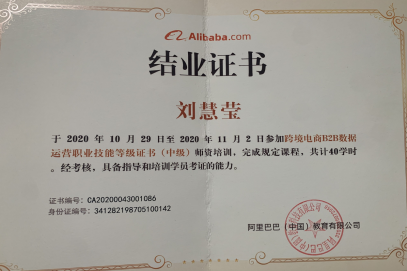 Alibaba.com
结业证书
刘慧莹
于 2020 年 10 月 29 日至 2020 年 11 月 2 日参加跨境电商B2B数据
运营职业技能等级证书（中级）师资培训，完成规定课程，共计40学时
。经考核，具备指导和培训学员考证的能力。
证书编号：CA20200043001086
身份证编号：341282198705100142
阿里巴巴（中国）教育有限公司